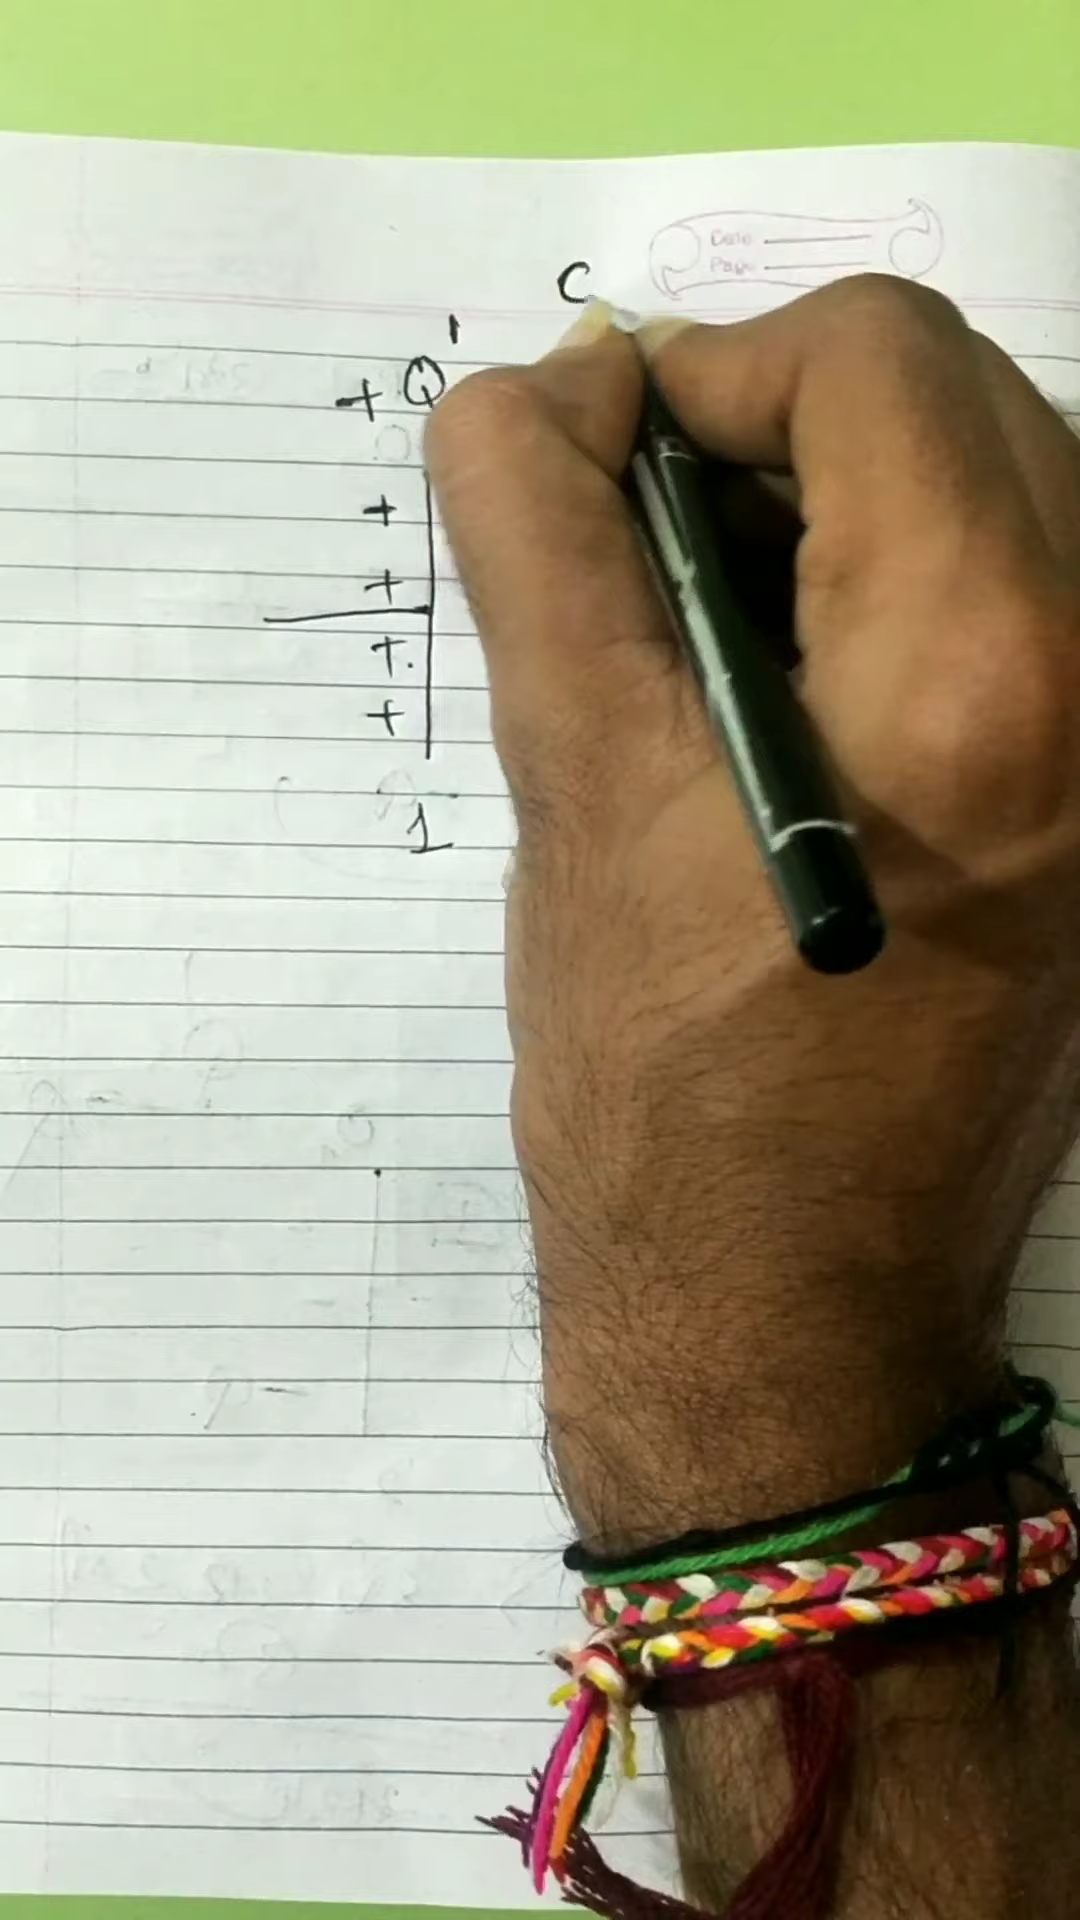 Date
Page
C
'
+ Q
+
+
+
+
1